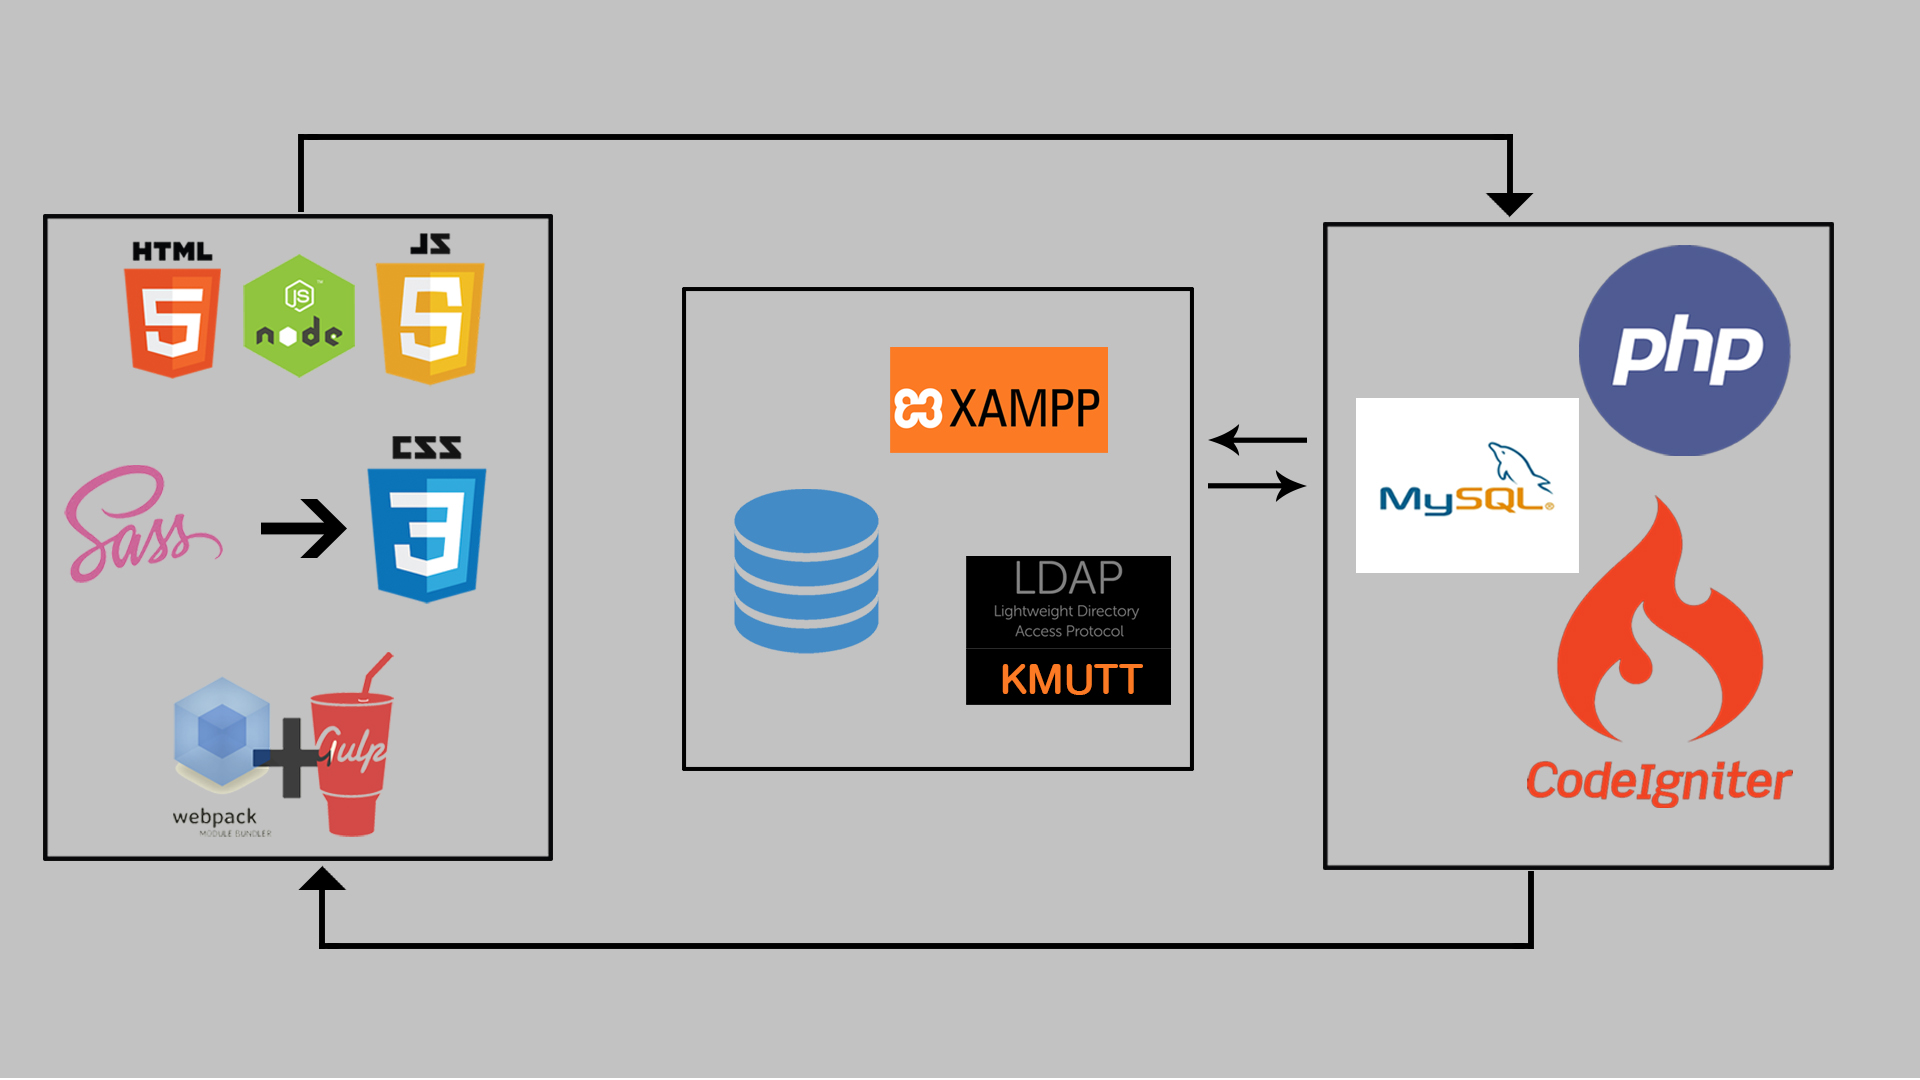 HTML
5
JS
node
JS
5
Sass
CSS
3
webpack
MODULE BUNDLER
Gulp
XAMPP
LDAP
Lightweight Directory
Access Protocol
KMUTT
php
MySQL®
CodeIgniter